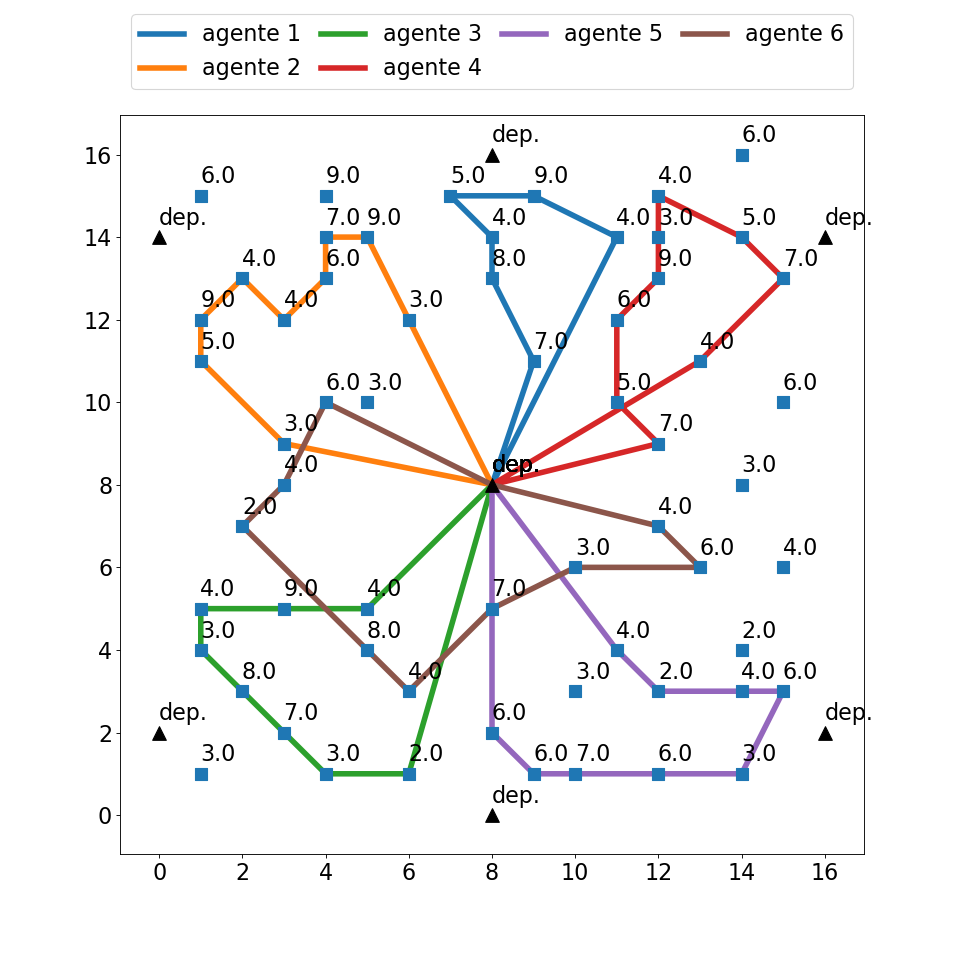 agente 1 agente 3 agente 5 agente 6
agente 2 agente 4
dep. 6.0
16
6.0 9.0 5.0 9.0 4.0
dep. 7.0 9.0 4.0 4.0 3.0 5.0 dep.
14
4.0 6.0 8.0 9.0 7.0
9.0 4.0 3.0 6.0
12
5.0 7.0 4.0
6.0 3.0 5.0 6.0
10
3.0 7.0
4.0 dep. 3.0
8
2.0 4.0
3.0 6.0 4.0
6
4.0 9.0 4.0 7.0
3.0 8.0 4.0 2.0
4
8.0 4.0 3.0 2.0 4.0 6.0
dep. 7.0 6.0 dep.
2
3.0 3.0 2.0 6.0 7.0 6.0 3.0
dep.
0
0 2 4 6 8 10 12 14 16